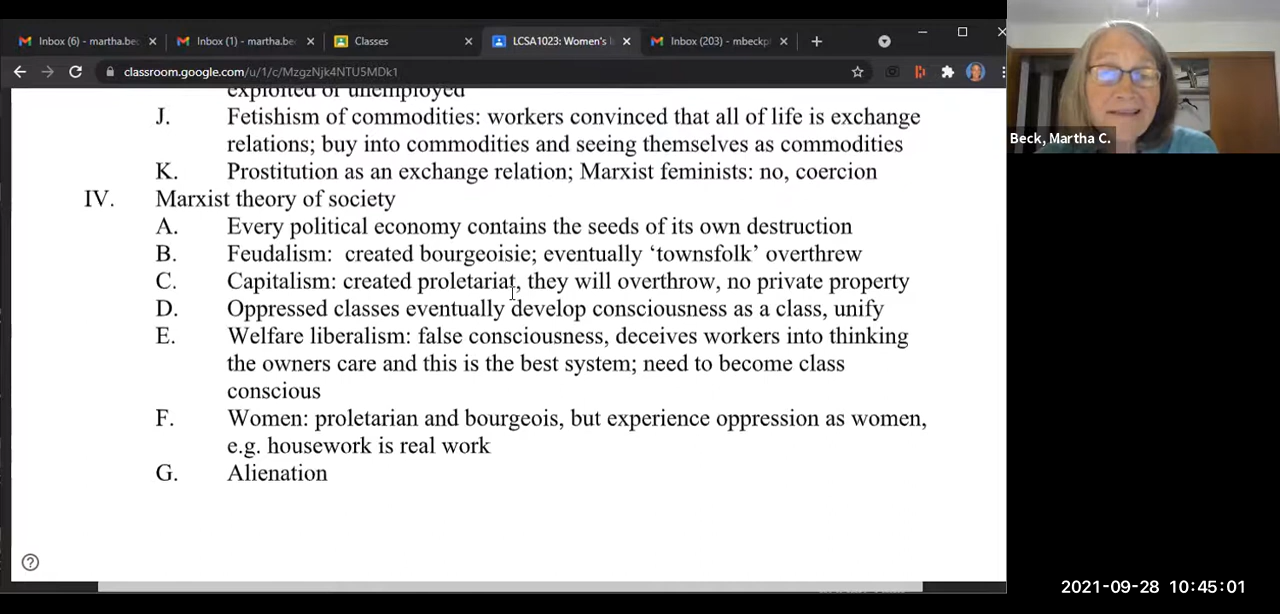 Inbox (6) - martha.be
Inbox (1) - martha.be
Classes
LCSA1023: Women's l
Inbox (203) - mbeckp
classroom.google.com/u/1/c/MzgzNjk4NTU5MDk1
exploited or unemployed
J. Fetishism of commodities: workers convinced that all of life is exchange
relations; buy into commodities and seeing themselves as commodities
K. Prostitution as an exchange relation; Marxist feminists: no, coercion
IV. Marxist theory of society
A. Every political economy contains the seeds of its own destruction
B. Feudalism: created bourgeoisie; eventually ‘townsfolk’ overthrew
C. Capitalism: created proletariat, they will overthrow, no private property
D. Oppressed classes eventually develop consciousness as a class, unify
E. Welfare liberalism: false consciousness, deceives workers into thinking
the owners care and this is the best system; need to become class
conscious
F. Women: proletarian and bourgeois, but experience oppression as women,
e.g. housework is real work
G. Alienation
Beck, Martha C.
2021-09-28 10:45:01